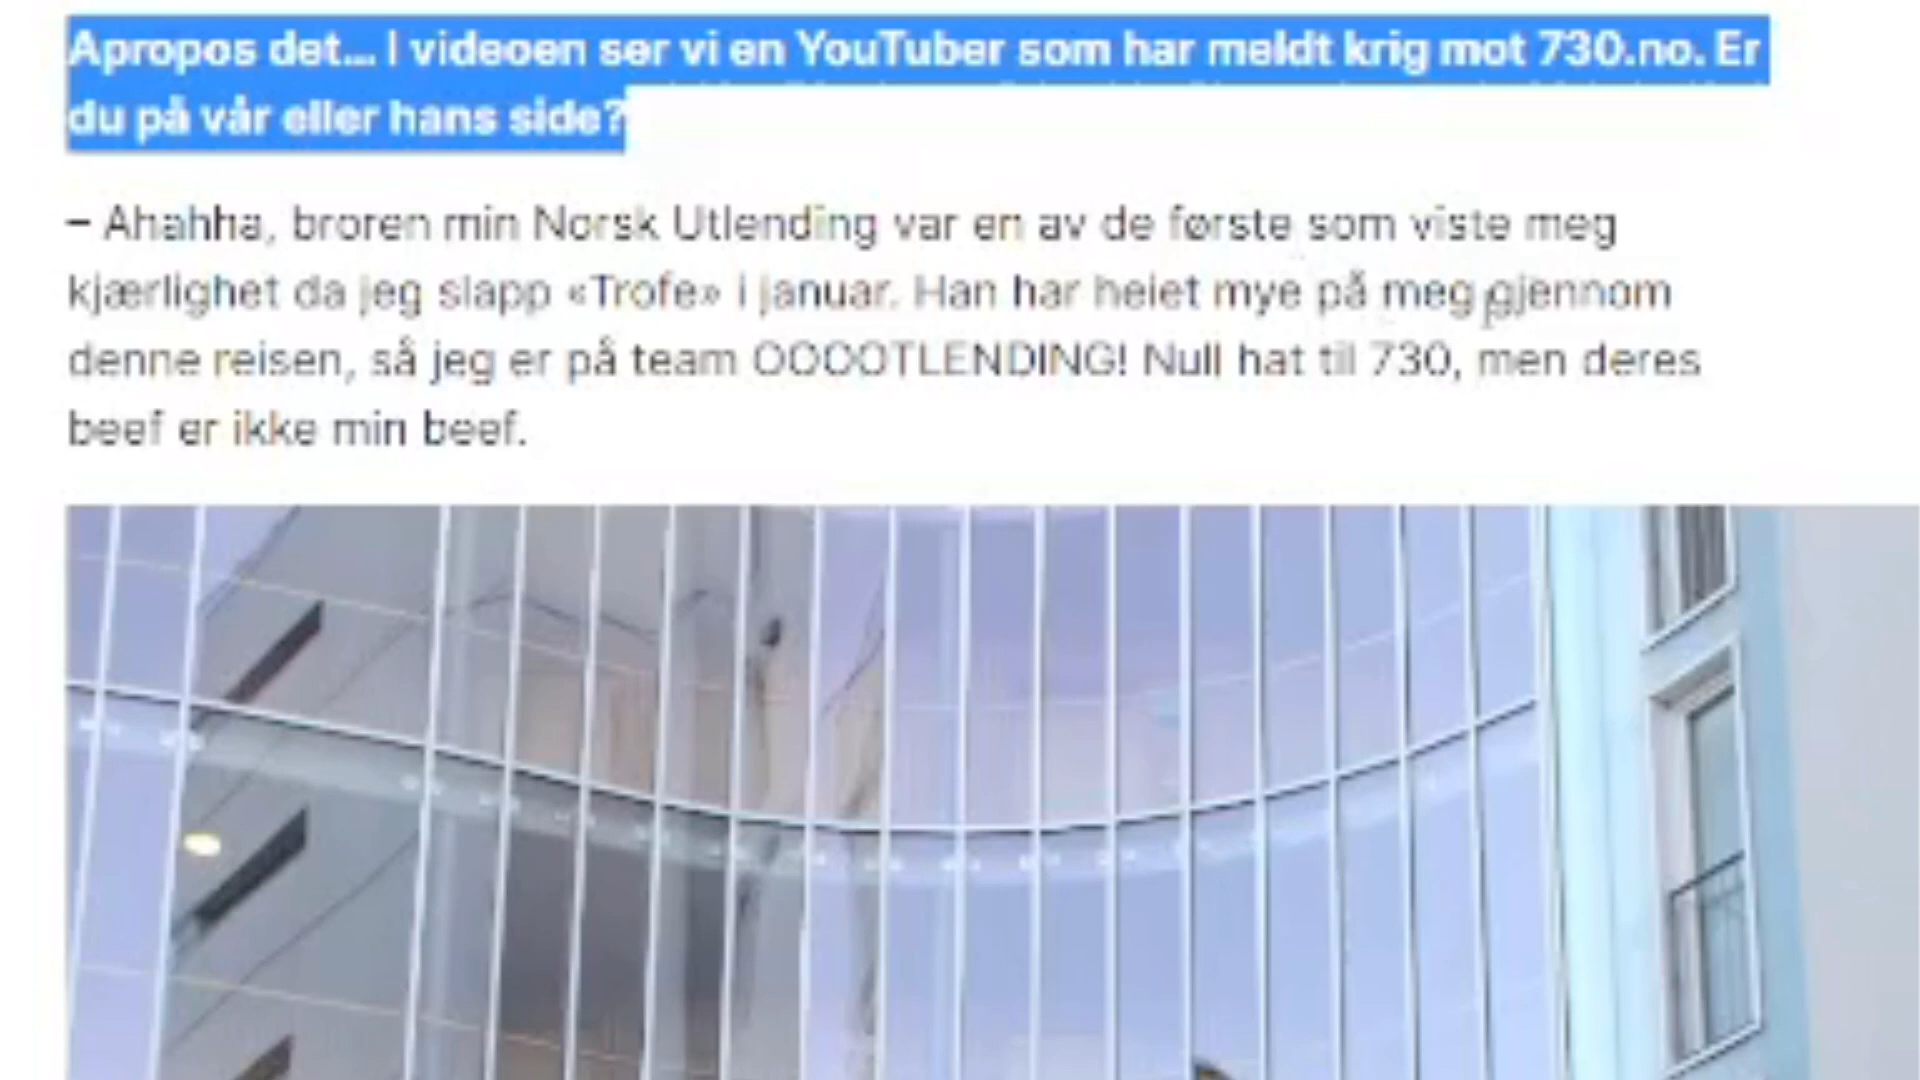 Apropos det... I videoen ser vi en YouTuber som har meldt krig mot 730.no. Er
du på vår eller hans side?
– Ahahha, broren min Norsk Utlending var en av de første som viste meg
kjærlighet da jeg slapp «Trofe» i januar. Han har heiet mye på meg gjennom
denne reisen, så jeg er på team OOOOTLENDING! Null hat til 730, men deres
beef er ikke min beef.